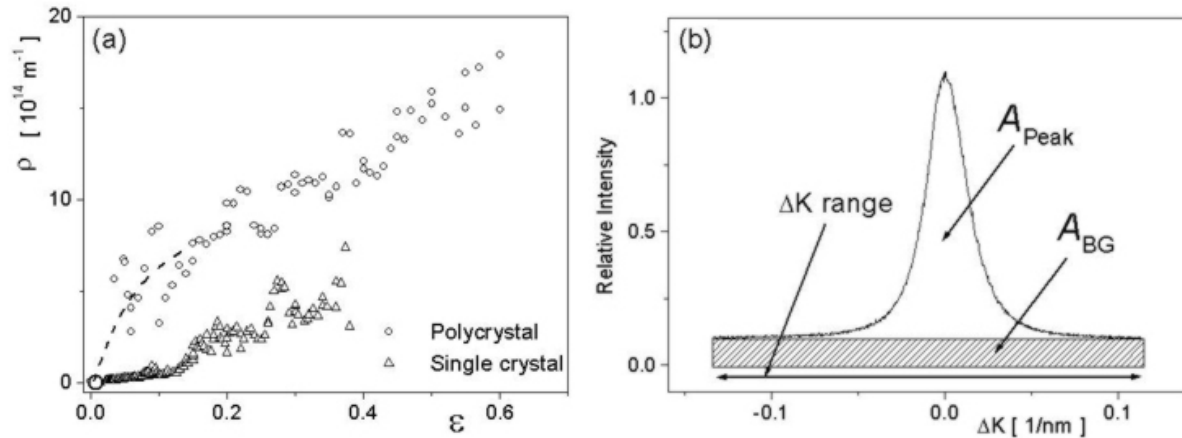 (a)
20
10
0
ρ [ 10¹⁴ m⁻¹ ]
0.0 0.2 0.4 0.6
ε
Polycrystal
Single crystal
(b)
1.0
0.5
0.0
Relative Intensity
A_Peak
ΔK range
A_BG
-0.1 0.0 0.1
ΔK [ 1/nm ]